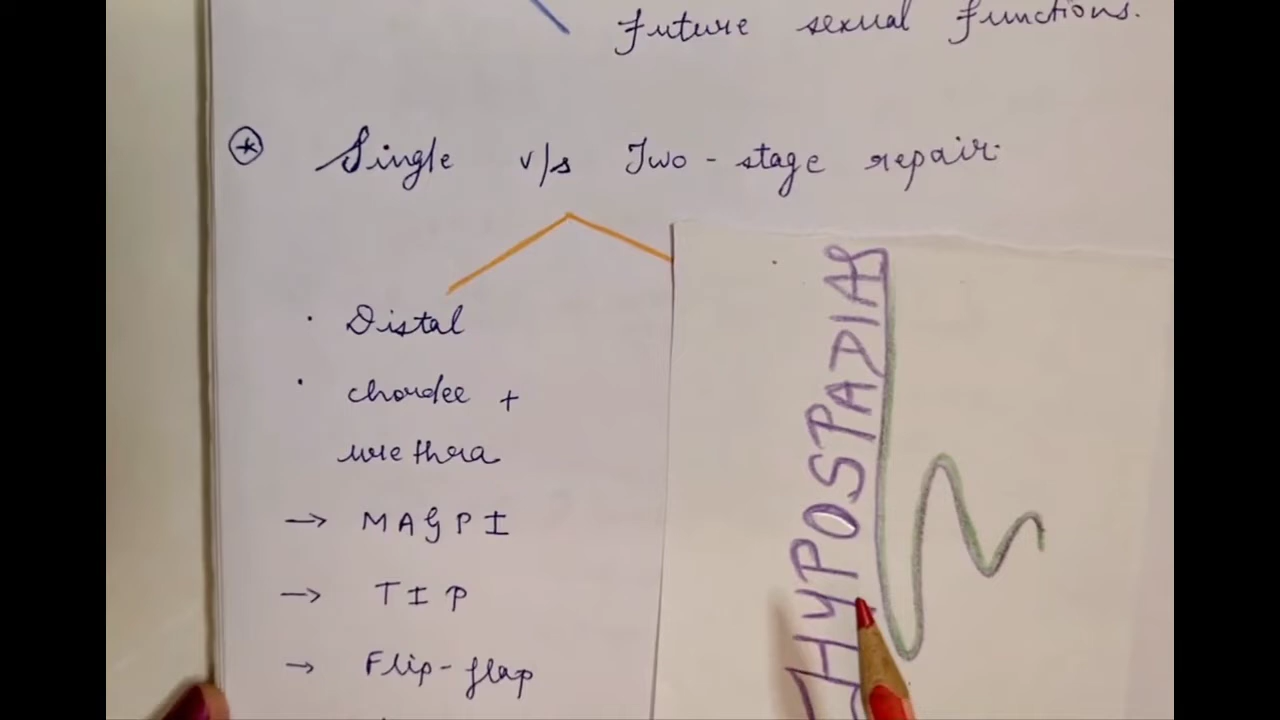 future sexual functions.
* Single v/s Two-stage repair.
· Distal
· chordee +
urethra
→ MAGPI
→ TIP
→ Flip-flap
HYPOSPADIAS